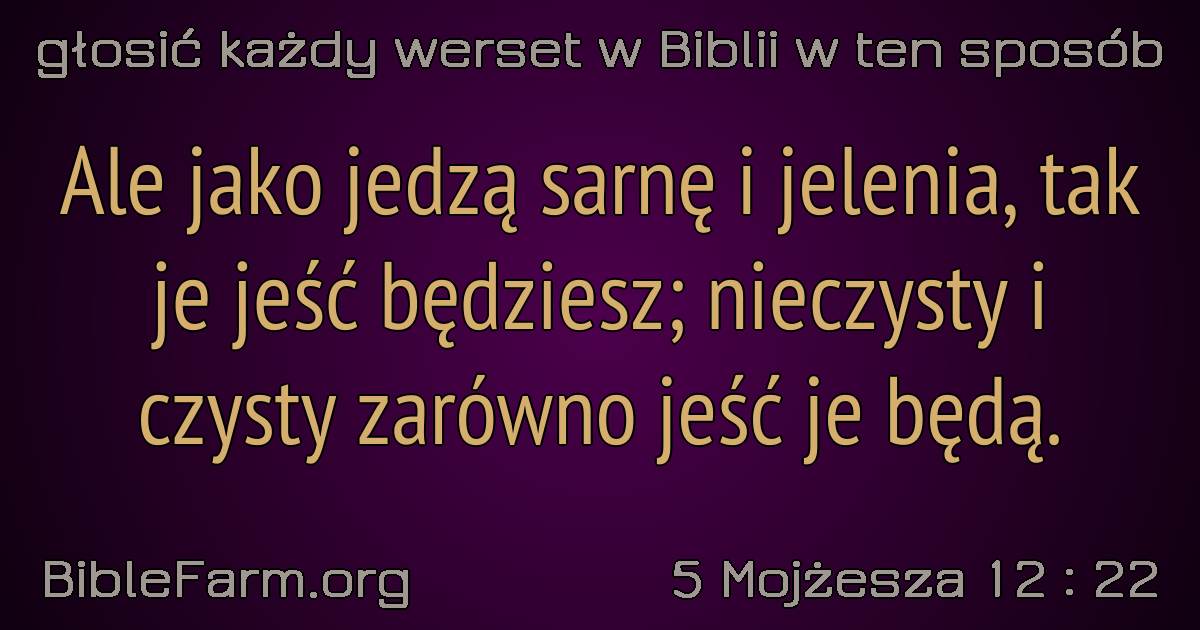 głosić każdy werset w Biblii w ten sposób
Ale jako jedzą sarnę i jelenia, tak
je jeść będziesz; nieczysty i
czysty zarówno jeść je będą.
BibleFarm.org
5 Mojżesza 12 : 22